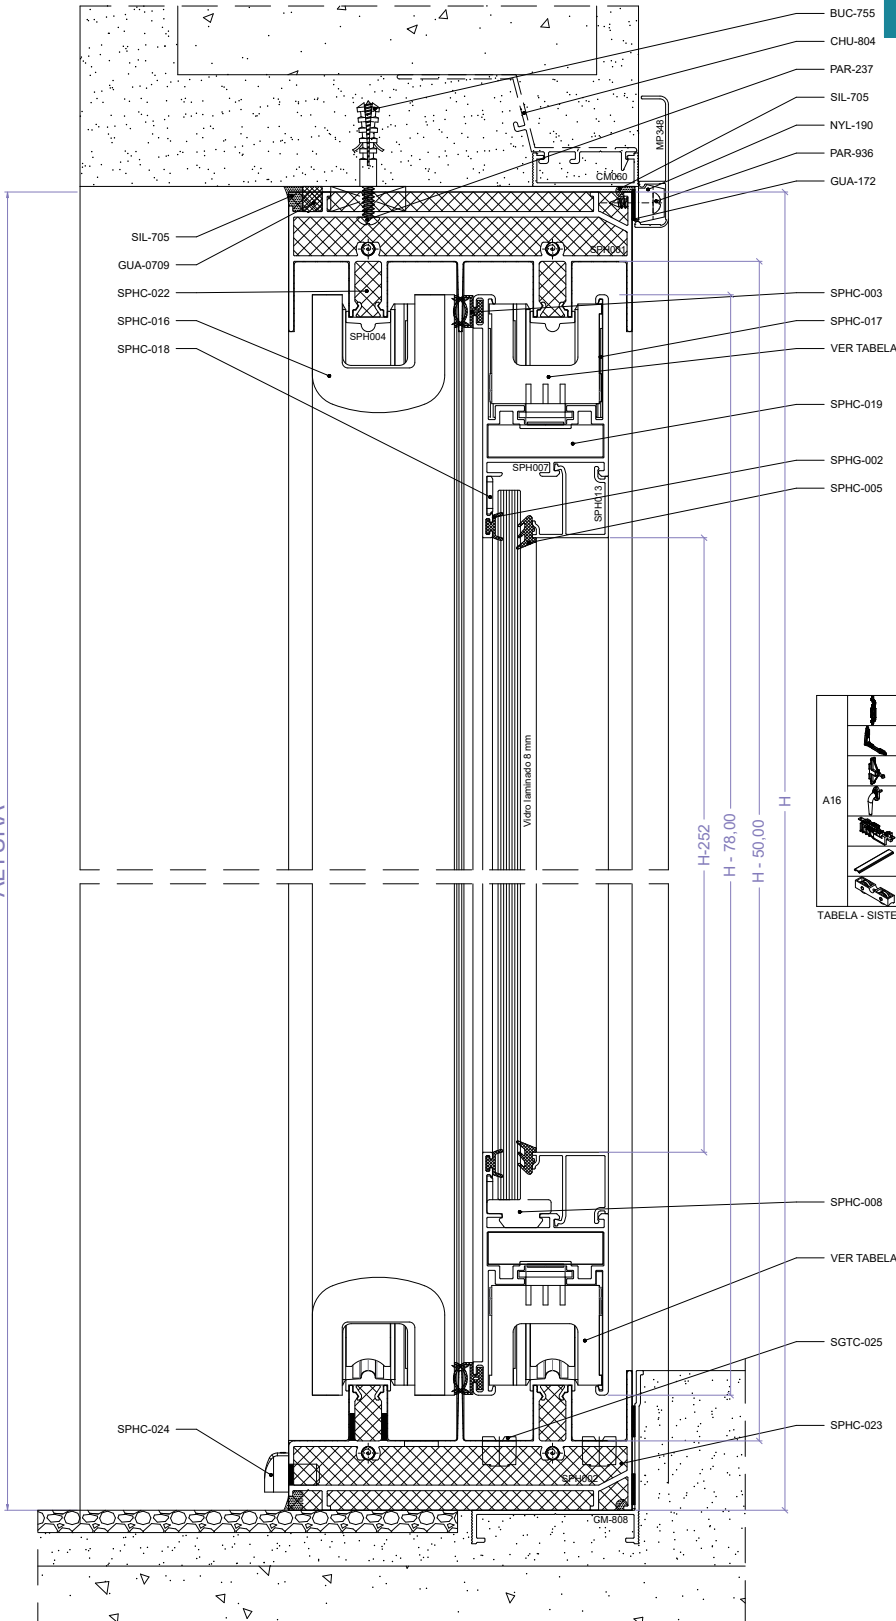 BUC-755
CHU-804
PAR-237
SIL-705
NYL-190
PAR-936
GUA-172
MP348
CM060
SIL-705
GUA-0709
SPHC-022
SPHC-016
SPHC-018
SPH001
SPH004
SPHC-003
SPHC-017
VER TABELA
SPHC-019
SPHG-002
SPHC-005
SPH007
SPH013
Vidro laminado 8 mm
H-252
H - 78,00
H - 50,00
H
ALTURA
A16
TABELA - SISTE
SPHC-008
VER TABELA
SGTC-025
SPHC-023
SPHC-024
SPH002